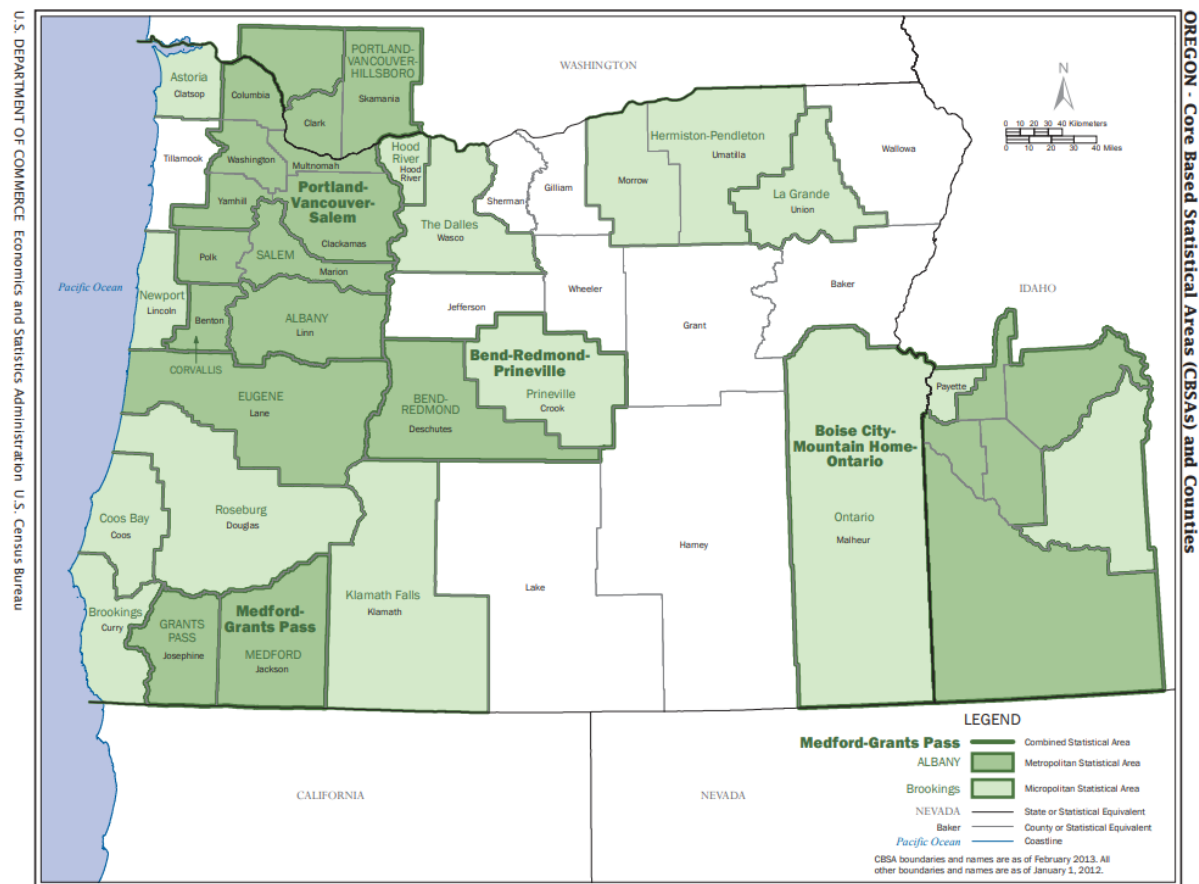 OREGON - Core Based Statistical Areas (CBSAs) and Counties
U.S. DEPARTMENT OF COMMERCE Economics and Statistics Administration U.S. Census Bureau
WASHINGTON
N
0 10 20 30 40 Kilometers
0 10 20 30 40 Miles
PORTLAND-
VANCOUVER-
HILLSBORO
Skamania
Astoria
Clatsop
Columbia
Clark
Tillamook
Washington
Multnomah
Hood
River
Hood
River
Portland-
Vancouver-
Salem
Yamhill
Clackamas
Sherman
Gilliam
Morrow
Hermiston-Pendleton
Umatilla
Wallowa
La Grande
Union
The Dalles
Wasco
Polk
SALEM
Marion
Pacific Ocean
Newport
Lincoln
Benton
CORVALLIS
ALBANY
Linn
Jefferson
Wheeler
Grant
Baker
IDAHO
Bend-Redmond-
Prineville
Prineville
Crook
BEND-
REDMOND
Deschutes
EUGENE
Lane
Payette
Boise City-
Mountain Home-
Ontario
Ontario
Malheur
Coos Bay
Coos
Roseburg
Douglas
Harney
Lake
Klamath Falls
Klamath
Brookings
Curry
GRANTS
PASS
Josephine
Medford-
Grants Pass
MEDFORD
Jackson
CALIFORNIA
NEVADA
LEGEND
Medford-Grants Pass Combined Statistical Area
ALBANY Metropolitan Statistical Area
Brookings Micropolitan Statistical Area
NEVADA State or Statistical Equivalent
Baker County or Statistical Equivalent
Pacific Ocean Coastline
CBSA boundaries and names are as of February 2013. All
other boundaries and names are as of January 1, 2012.